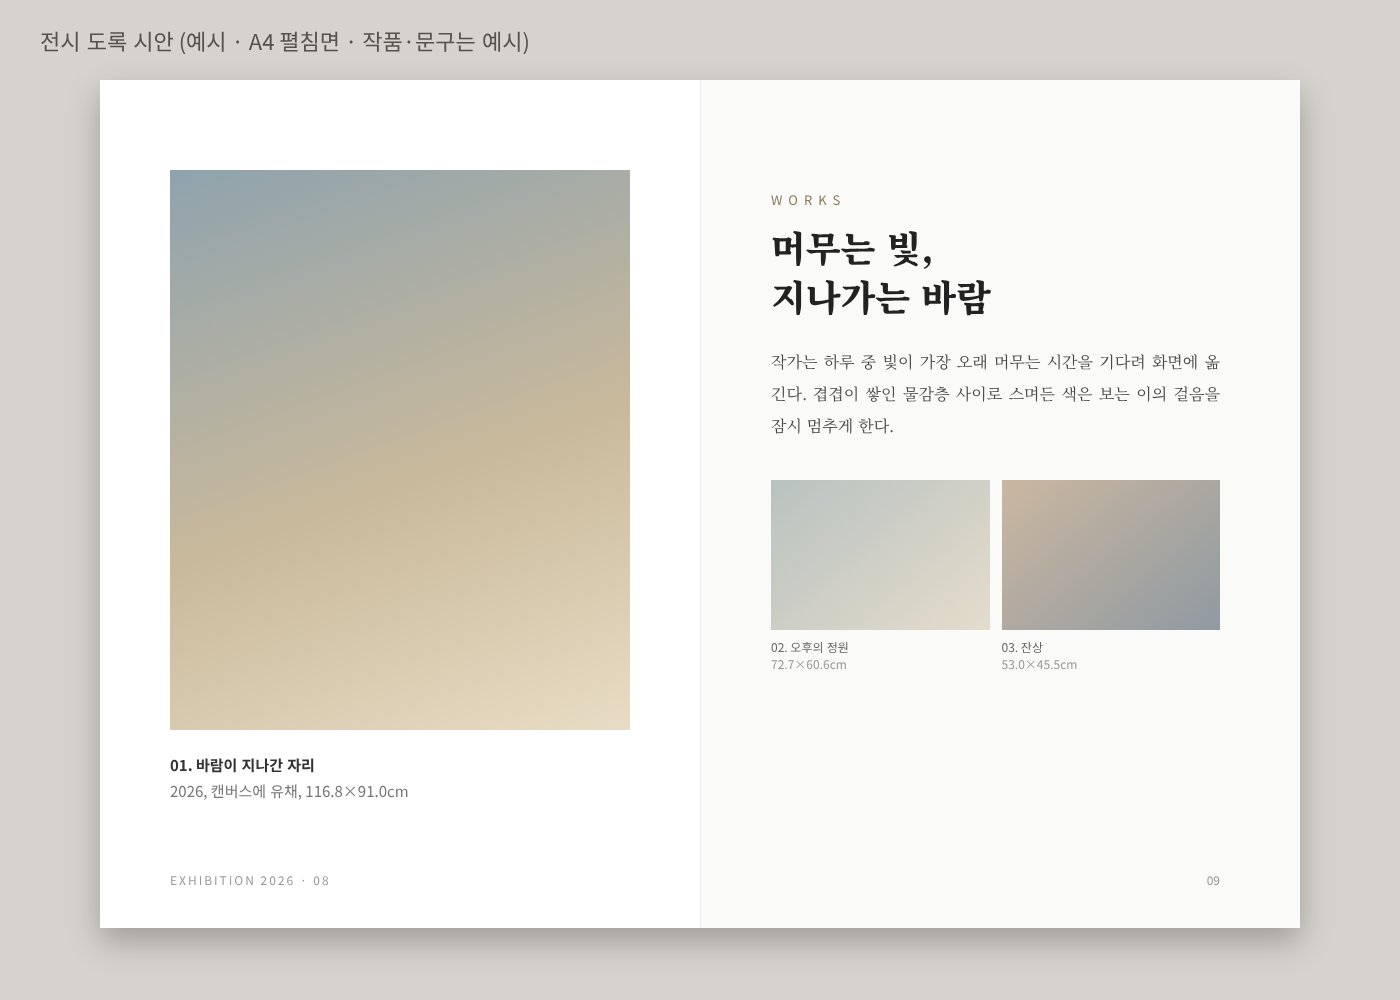 전시 도록 시안 (예시 · A4 펼침면 · 작품·문구는 예시)
01. 바람이 지나간 자리
2026, 캔버스에 유채, 116.8×91.0cm
EXHIBITION 2026 · 08
WORKS
머무는 빛,
지나가는 바람
작가는 하루 중 빛이 가장 오래 머무는 시간을 기다려 화면에 옮
긴다. 겹겹이 쌓인 물감층 사이로 스며든 색은 보는 이의 걸음을
잠시 멈추게 한다.
02. 오후의 정원
72.7×60.6cm
03. 잔상
53.0×45.5cm
09